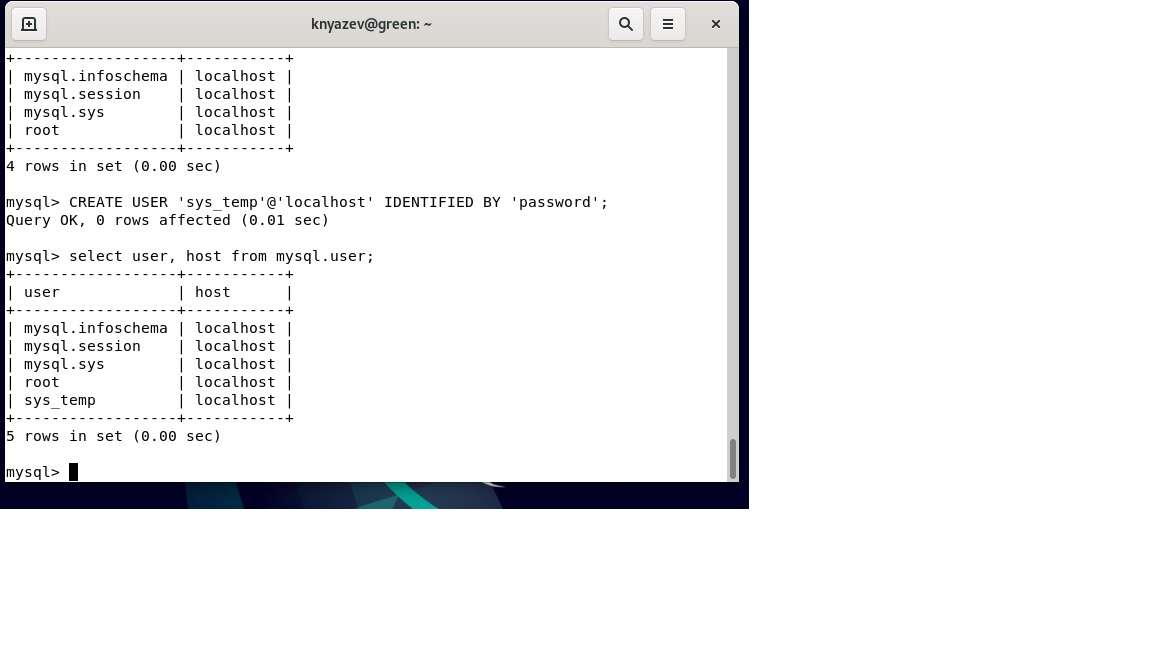 knyazev@green: ~
+------------------+-----------+
| mysql.infoschema | localhost |
| mysql.session    | localhost |
| mysql.sys        | localhost |
| root             | localhost |
+------------------+-----------+
4 rows in set (0.00 sec)
mysql> CREATE USER 'sys_temp'@'localhost' IDENTIFIED BY 'password';
Query OK, 0 rows affected (0.01 sec)
mysql> select user, host from mysql.user;
+------------------+-----------+
| user             | host      |
+------------------+-----------+
| mysql.infoschema | localhost |
| mysql.session    | localhost |
| mysql.sys        | localhost |
| root             | localhost |
| sys_temp         | localhost |
+------------------+-----------+
5 rows in set (0.00 sec)
mysql>